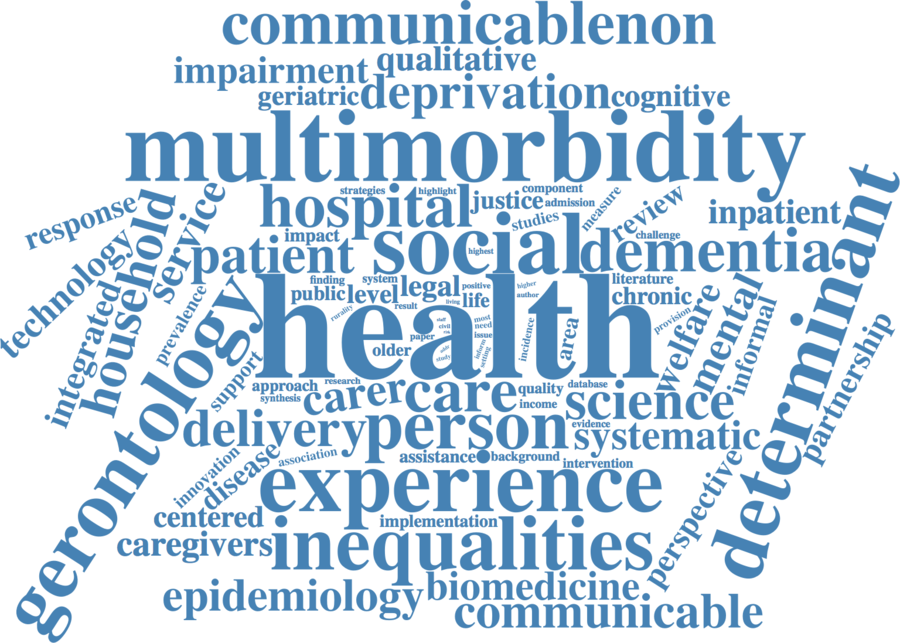 communicablenon
impairment
qualitative
geriatric
deprivation
cognitive
multimorbidity
strategies
highlight
component
hospital
justice
admission
measure
studies
review
challenge
inpatient
determinant
response
technology
household
service
integrated
prevalence
patient
impact
social
highest
dementia
finding
system
public
level
legal
positive
life
higher
author
literature
chronic
result
living
rurality
health
staff
civil
most
need
issue
paper
older
study
inform
setting
incidence
area
provision
welfare
mental
informal
partnership
gerontology
support
approach
research
synthesis
carer
care
quality
database
income
science
delivery
person
evidence
systematic
innovation
disease
association
assistance
background
intervention
experience
centered
implementation
caregivers
inequalities
perspective
epidemiology
biomedicine
communicable